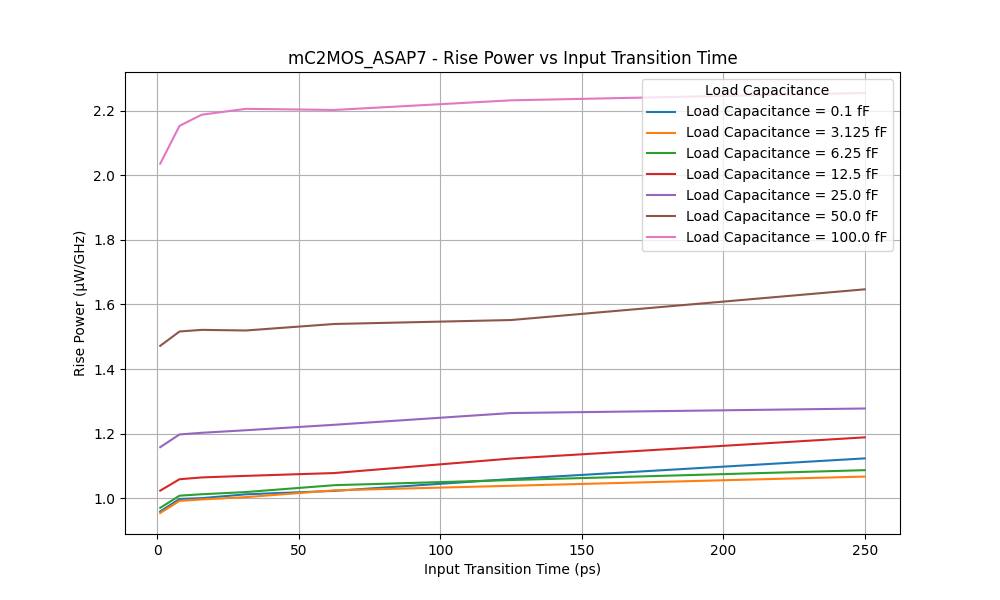 mC2MOS_ASAP7 - Rise Power vs Input Transition Time
Load Capacitance
Load Capacitance = 0.1 fF
Load Capacitance = 3.125 fF
Load Capacitance = 6.25 fF
Load Capacitance = 12.5 fF
Load Capacitance = 25.0 fF
Load Capacitance = 50.0 fF
Load Capacitance = 100.0 fF
Rise Power (μW/GHz)
2.2
2.0
1.8
1.6
1.4
1.2
1.0
0 50 100 150 200 250
Input Transition Time (ps)